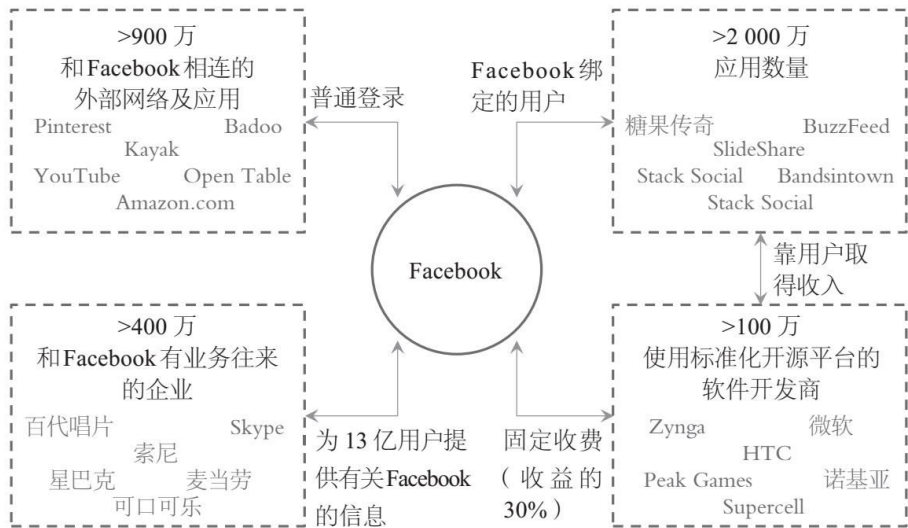 >900 万
和Facebook相连的
外部网络及应用
Pinterest Badoo
Kayak
YouTube Open Table
Amazon.com
普通登录
Facebook绑
定的用户
>2 000 万
应用数量
糖果传奇 BuzzFeed
SlideShare
Stack Social Bandsintown
Stack Social
Facebook
靠用户取
得收入
>400 万
和Facebook有业务往来
的企业
百代唱片 Skype
索尼
星巴克 麦当劳
可口可乐
为 13 亿用户提
供有关Facebook
的信息
固定收费
（收益的
30%）
>100 万
使用标准化开源平台的
软件开发商
Zynga 微软
HTC
Peak Games 诺基亚
Supercell